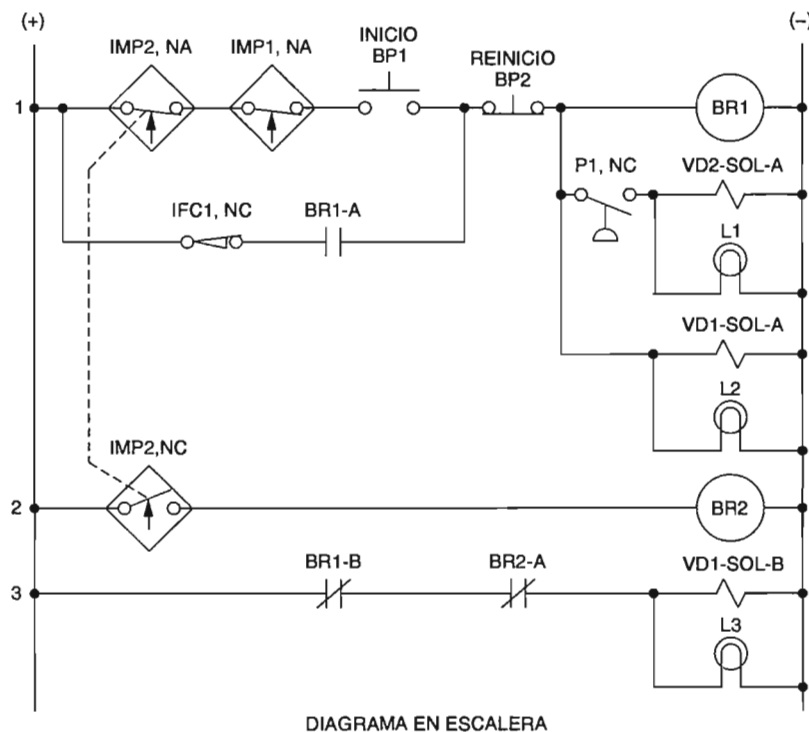 (+)
(−)
IMP2, NA
IMP1, NA
INICIO
BP1
REINICIO
BP2
1
BR1
P1, NC
VD2-SOL-A
IFC1, NC
BR1-A
L1
VD1-SOL-A
L2
IMP2,NC
2
BR2
BR1-B
BR2-A
VD1-SOL-B
3
L3
DIAGRAMA EN ESCALERA